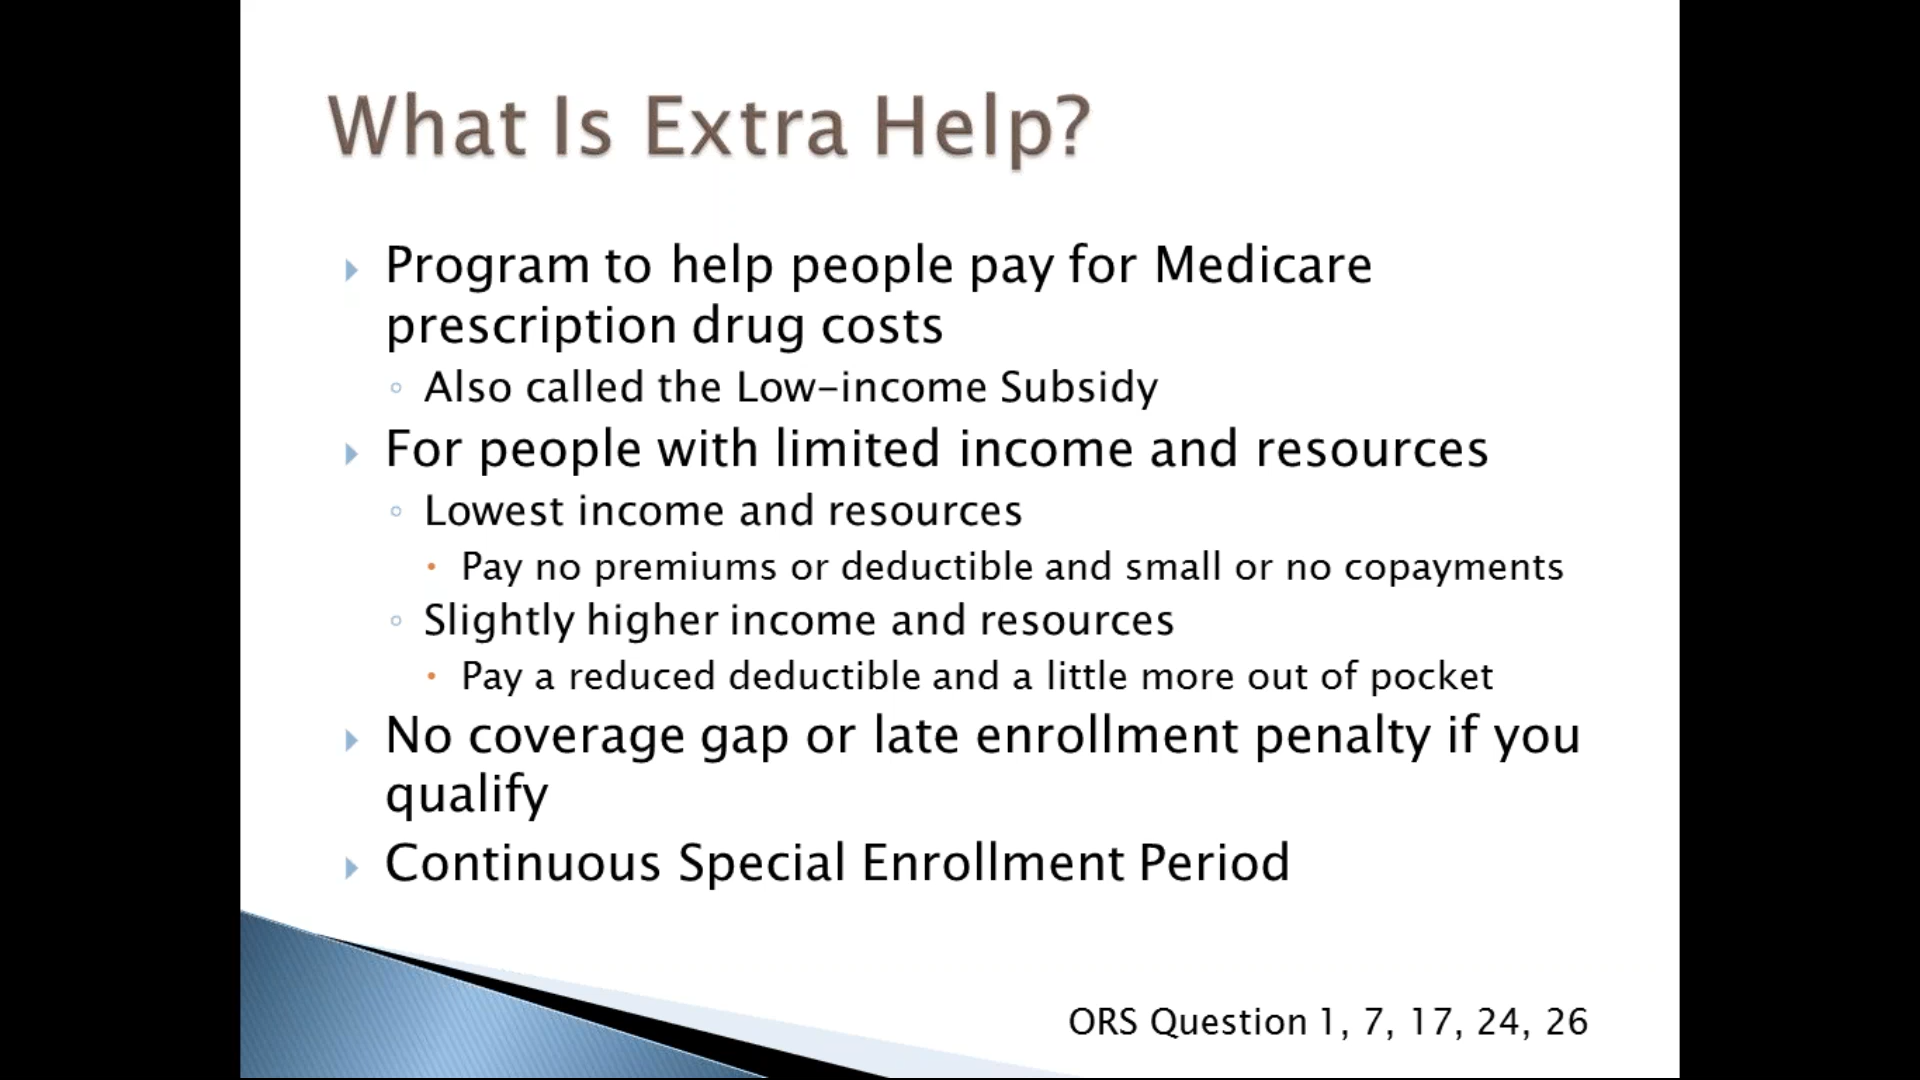 What Is Extra Help?
Program to help people pay for Medicare
prescription drug costs
Also called the Low-income Subsidy
For people with limited income and resources
Lowest income and resources
Pay no premiums or deductible and small or no copayments
Slightly higher income and resources
Pay a reduced deductible and a little more out of pocket
No coverage gap or late enrollment penalty if you
qualify
Continuous Special Enrollment Period
ORS Question 1, 7, 17, 24, 26